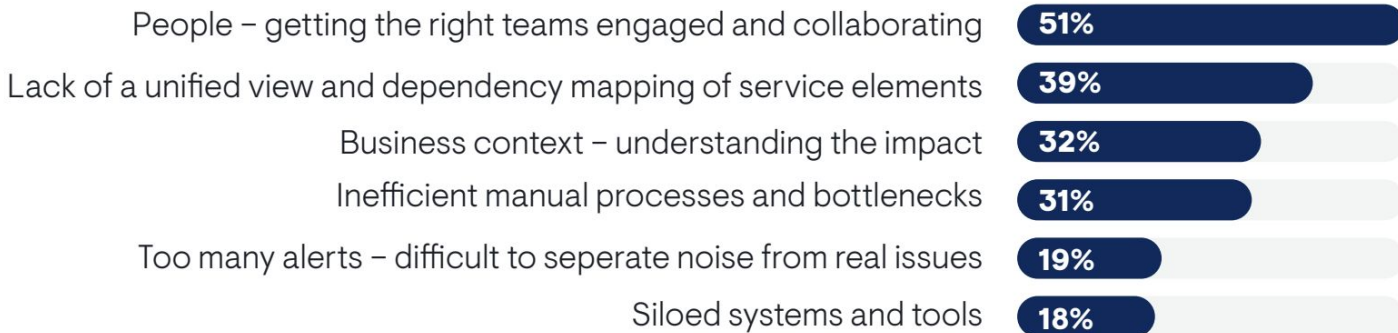 People – getting the right teams engaged and collaborating 51%
Lack of a unified view and dependency mapping of service elements 39%
Business context – understanding the impact 32%
Inefficient manual processes and bottlenecks 31%
Too many alerts – difficult to seperate noise from real issues 19%
Siloed systems and tools 18%